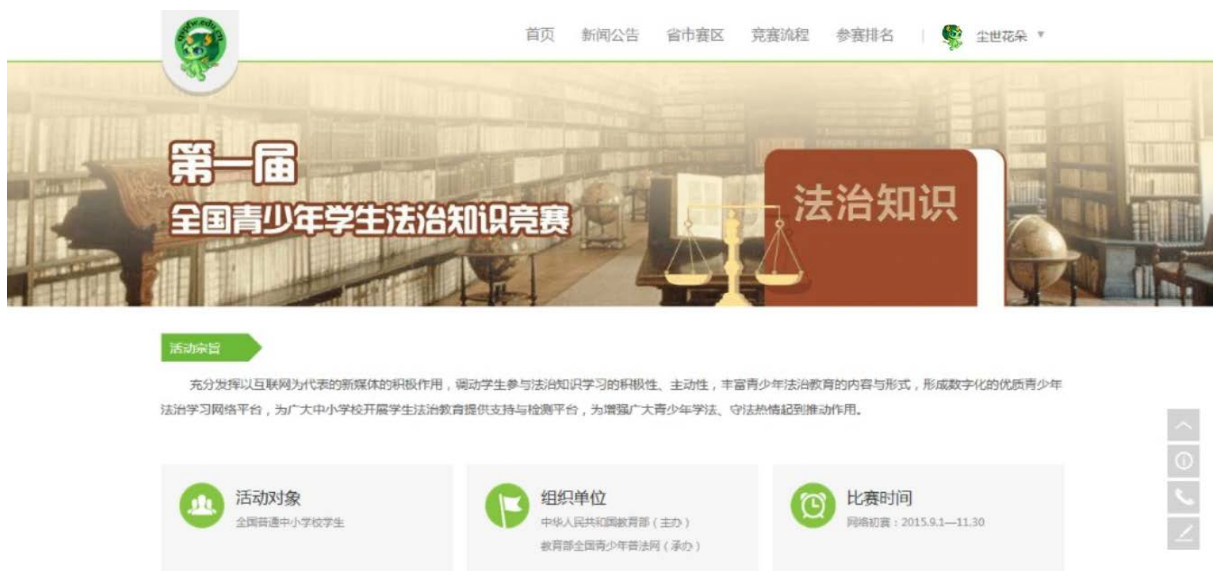 qspfw.edu.cn
首页 新闻公告 省市赛区 竞赛流程 参赛排名 | 尘世花朵 ▼
第一届
全国青少年学生法治知识竞赛
法治知识
活动宗旨
充分发挥以互联网为代表的新媒体的积极作用，调动学生参与法治知识学习的积极性、主动性，丰富青少年法治教育的内容与形式，形成数字化的优质青少年
法治学习网络平台，为广大中小学校开展学生法治教育提供支持与检测平台，为增强广大青少年学法、守法热情起到推动作用。
活动对象
全国普通中小学校学生
组织单位
中华人民共和国教育部（主办）
教育部全国青少年普法网（承办）
比赛时间
网络初赛：2015.9.1—11.30